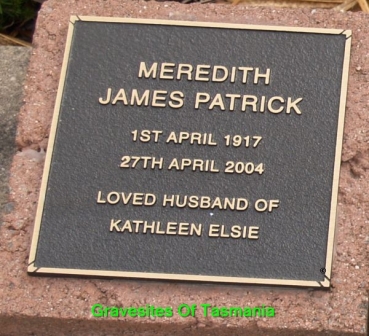 MEREDITH
JAMES PATRICK
1ST APRIL 1917
27TH APRIL 2004
LOVED HUSBAND OF
KATHLEEN ELSIE
Gravesites Of Tasmania